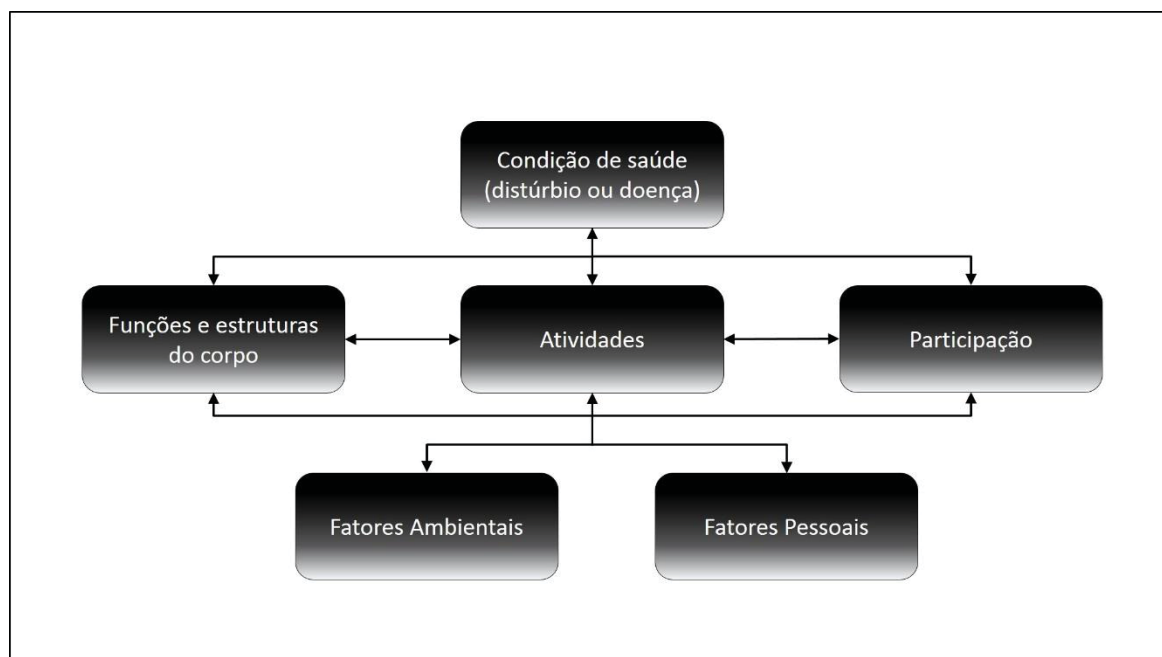 Condição de saúde
(distúrbio ou doença)
Funções e estruturas
do corpo
Atividades
Participação
Fatores Ambientais
Fatores Pessoais